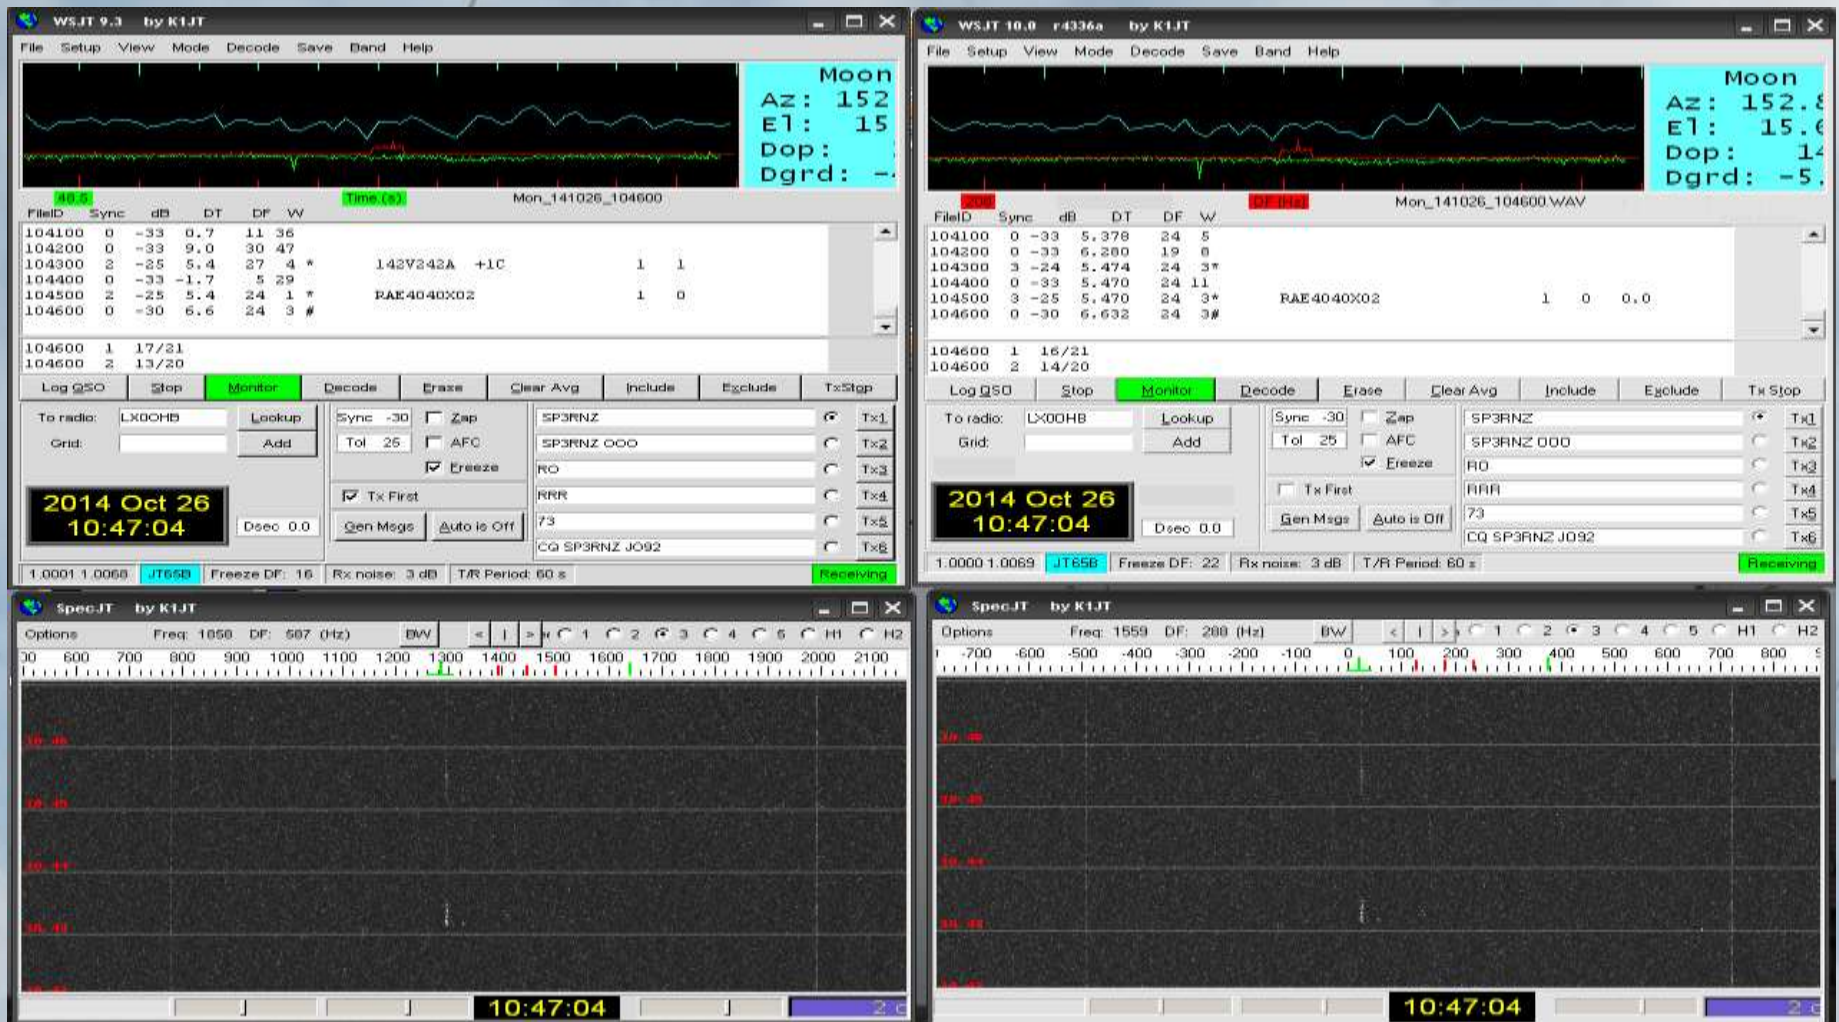 WSJT 9.3 by K1JT
File Setup View Mode Decode Save Band Help
Moon
Az: 152
El: 15
Dop:
Dgrd: -
Time (s)
Mon_141026_104600
FileID Sync dB DT DF W
104100 0 -33 0.7 11 36
104200 0 -33 9.0 30 47
104300 2 -25 5.4 27 4 * 142V242A +1C 1 1
104400 0 -33 -1.7 5 29
104500 2 -25 5.4 24 1 * RAE4040X02 1 0
104600 0 -30 6.6 24 3 #
104600 1 17/21
104600 2 13/20
Log QSO Stop Monitor Decode Erase Clear Avg Include Exclude TxStop
To radio: LX0OHB Lookup
Grid: Add
Sync -30 Zap
Tol 25 AFC
Freeze
Tx First
Gen Msgs Auto is Off
SP3RNZ Tx1
SP3RNZ OOO Tx2
RO Tx3
RRR Tx4
73 Tx5
CQ SP3RNZ JO92 Tx6
2014 Oct 26
10:47:04
Dsec 0.0
1.0001 1.0068 JT65B Freeze DF: 16 Rx noise: 3 dB T/R Period: 60 s Receiving
WSJT 10.0 r4336a by K1JT
File Setup View Mode Decode Save Band Help
Moon
Az: 152.8
El: 15.6
Dop: 14
Dgrd: -5.
208
DF (Hz)
Mon_141026_104600.WAV
FileID Sync dB DT DF W
104100 0 -33 5.378 24 5
104200 0 -33 6.280 19 8
104300 3 -24 5.474 24 3*
104400 0 -33 5.470 24 11
104500 3 -25 5.470 24 3* RAE4040X02 1 0 0.0
104600 0 -30 6.632 24 3#
104600 1 16/21
104600 2 14/20
Log QSO Stop Monitor Decode Erase Clear Avg Include Exclude Tx Stop
To radio: LX0OHB Lookup
Grid: Add
Sync -30 Zap
Tol 25 AFC
Freeze
Tx First
Gen Msgs Auto is Off
SP3RNZ Tx1
SP3RNZ OOO Tx2
RO Tx3
RRR Tx4
73 Tx5
CQ SP3RNZ JO92 Tx6
2014 Oct 26
10:47:04
Dsec 0.0
1.0000 1.0069 JT65B Freeze DF: 22 Rx noise: 3 dB T/R Period: 60 s Receiving
SpecJT by K1JT
Options Freq: 1858 DF: 587 (Hz) BW < | > 1 2 3 4 5 H1 H2
600 700 800 900 1000 1100 1200 1300 1400 1500 1600 1700 1800 1900 2000 2100
10:47:04
SpecJT by K1JT
Options Freq: 1559 DF: 288 (Hz) BW < | > 1 2 3 4 5 H1 H2
-700 -600 -500 -400 -300 -200 -100 0 100 200 300 400 500 600 700 800
10:47:04